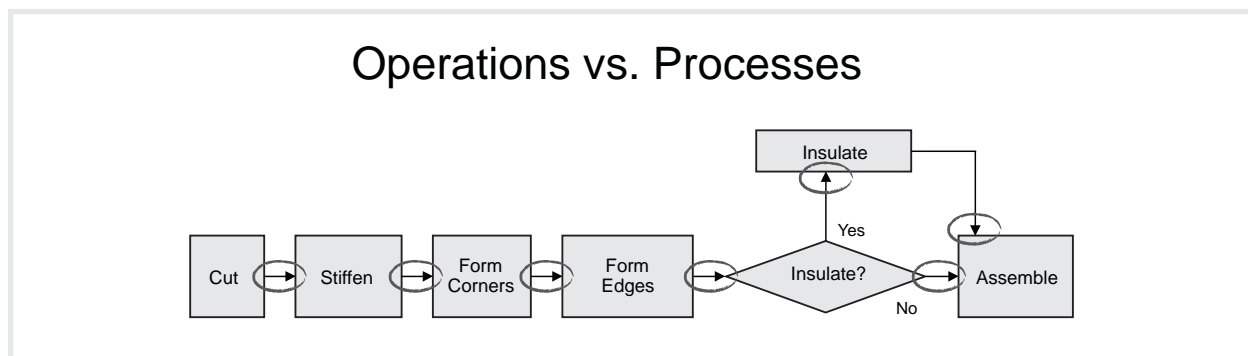 Operations vs. Processes
Insulate
Yes
Cut
Stiffen
Form
Corners
Form
Edges
Insulate?
Assemble
No